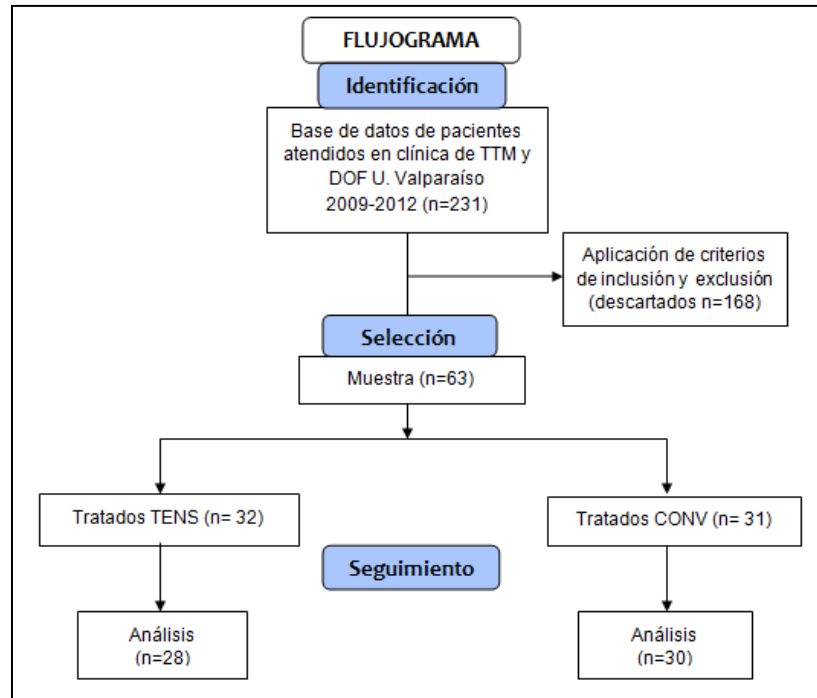 FLUJOGRAMA
Identificación
Base de datos de pacientes
atendidos en clínica de TTM y
DOF U. Valparaíso
2009-2012 (n=231)
Aplicación de criterios
de inclusión y exclusión
(descartados n=168)
Selección
Muestra (n=63)
Tratados TENS (n= 32)
Tratados CONV (n= 31)
Seguimiento
Análisis
(n=28)
Análisis
(n=30)